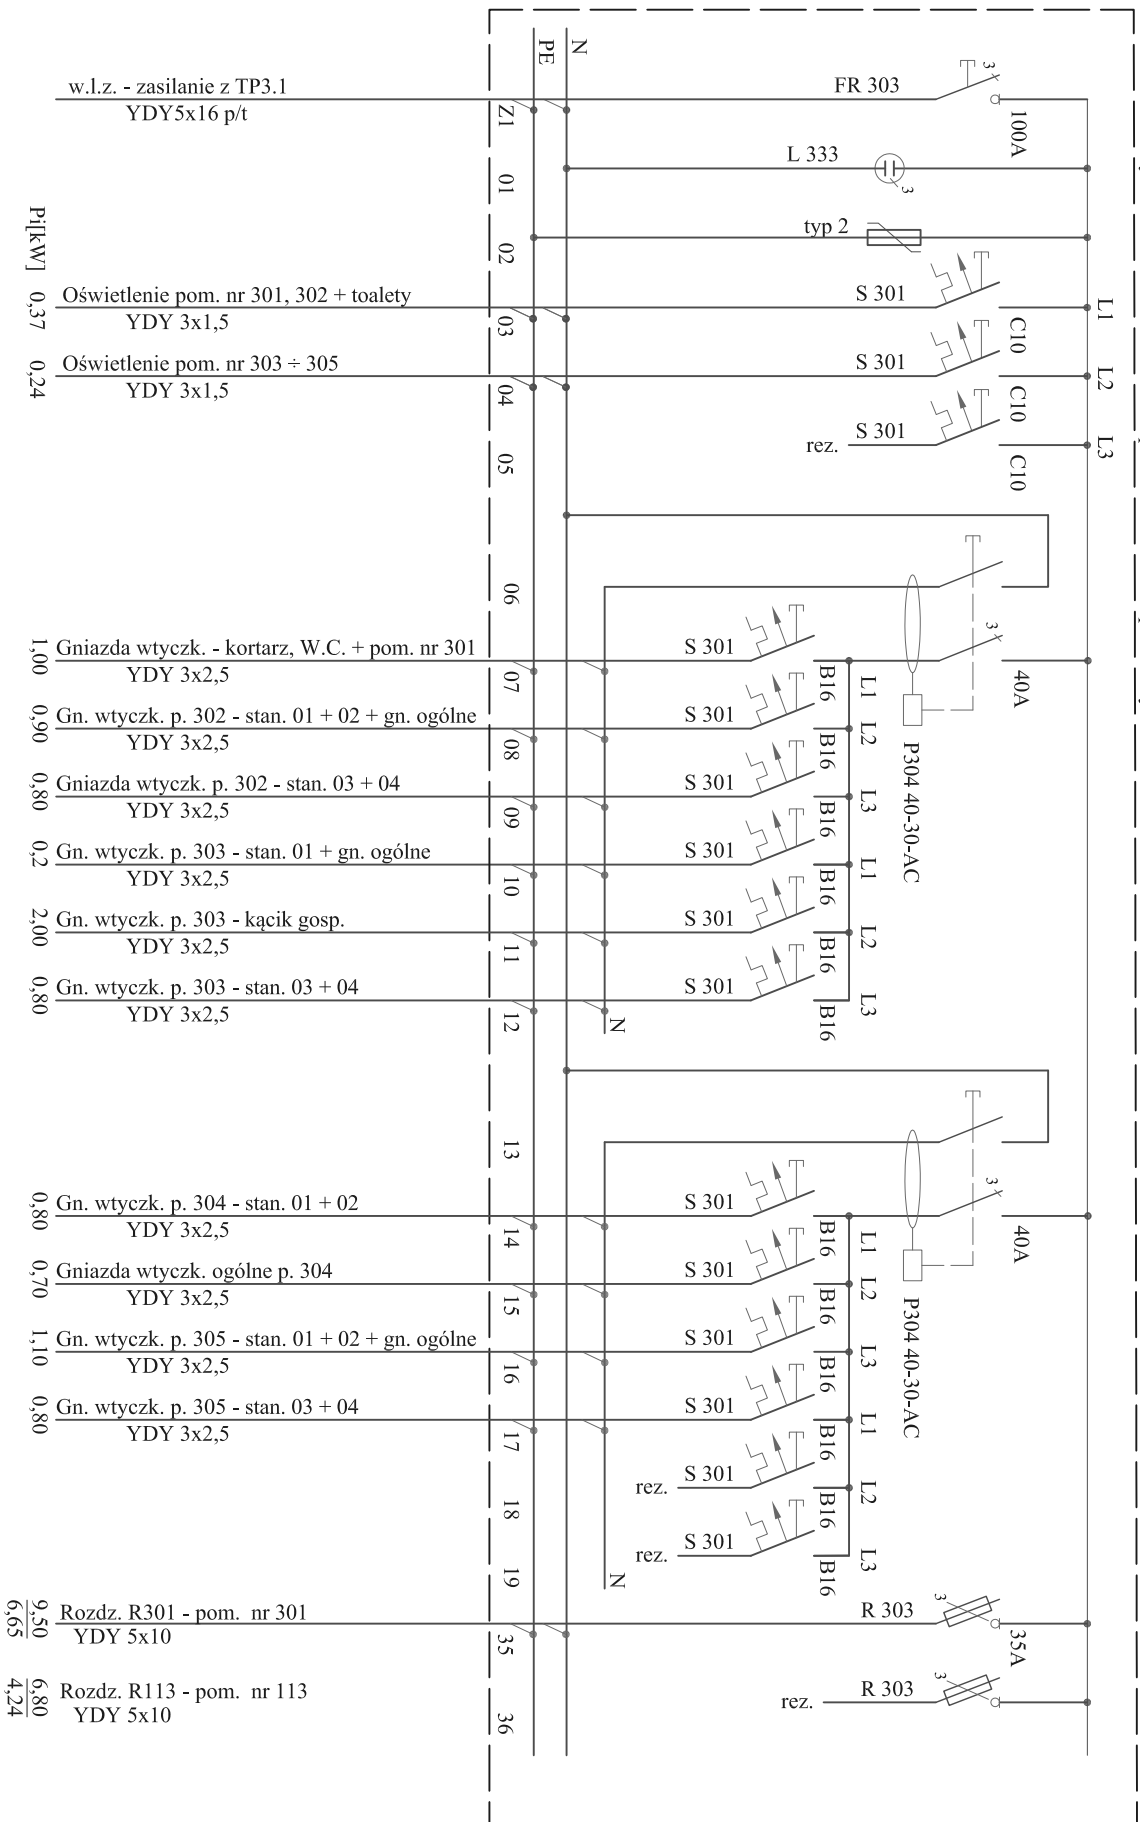 N
PE
w.l.z. - zasilanie z TP3.1
YDY5x16 p/t
Z1
FR 303
3
100A
01
L 333
3
02
typ 2
Pi[kW]
0,37
Oświetlenie pom. nr 301, 302 + toalety
YDY 3x1,5
03
S 301
C10
L1
0,24
Oświetlenie pom. nr 303 ÷ 305
YDY 3x1,5
04
S 301
C10
L2
05
rez.
S 301
C10
L3
06
3
40A
P304 40-30-AC
1,00
Gniazda wtyczk. - kortarz, W.C. + pom. nr 301
YDY 3x2,5
07
S 301
B16
L1
0,90
Gn. wtyczk. p. 302 - stan. 01 + 02 + gn. ogólne
YDY 3x2,5
08
S 301
B16
L2
0,80
Gniazda wtyczk. p. 302 - stan. 03 + 04
YDY 3x2,5
09
S 301
B16
L3
0,2
Gn. wtyczk. p. 303 - stan. 01 + gn. ogólne
YDY 3x2,5
10
S 301
B16
L1
2,00
Gn. wtyczk. p. 303 - kącik gosp.
YDY 3x2,5
11
S 301
B16
L2
0,80
Gn. wtyczk. p. 303 - stan. 03 + 04
YDY 3x2,5
12
N
S 301
B16
L3
13
3
40A
P304 40-30-AC
0,80
Gn. wtyczk. p. 304 - stan. 01 + 02
YDY 3x2,5
14
S 301
B16
L1
0,70
Gniazda wtyczk. ogólne p. 304
YDY 3x2,5
15
S 301
B16
L2
1,10
Gn. wtyczk. p. 305 - stan. 01 + 02 + gn. ogólne
YDY 3x2,5
16
S 301
B16
L3
0,80
Gn. wtyczk. p. 305 - stan. 03 + 04
YDY 3x2,5
17
S 301
B16
L1
18
rez.
S 301
B16
L2
19
N
rez.
S 301
B16
L3
9,50
6,65
Rozdz. R301 - pom. nr 301
YDY 5x10
35
R 303
3
35A
6,80
4,24
Rozdz. R113 - pom. nr 113
YDY 5x10
36
rez.
R 303
3